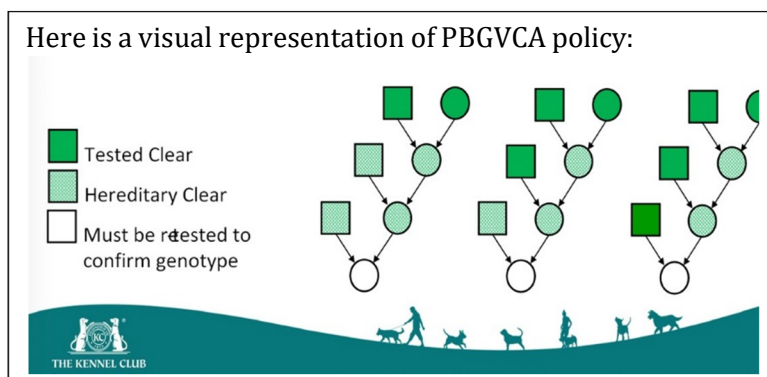 Here is a visual representation of PBGVCA policy:
Tested Clear
Hereditary Clear
Must be retested to
confirm genotype
KC
THE KENNEL CLUB